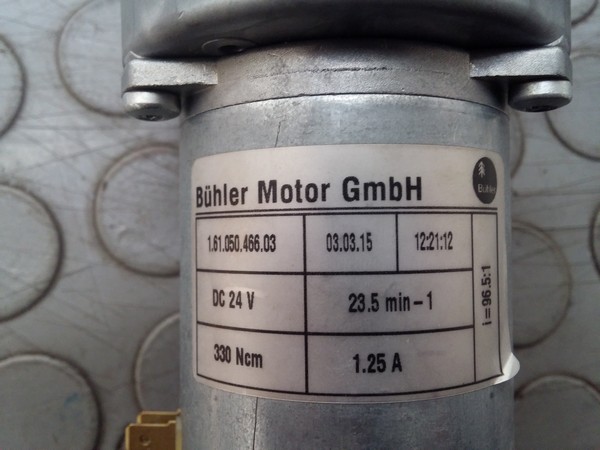 Bühler Motor GmbH
Bühler
1.61.050.466.03 03.03.15 12:21:12
DC 24 V 23.5 min-1
330 Ncm 1.25 A
i=96.5:1